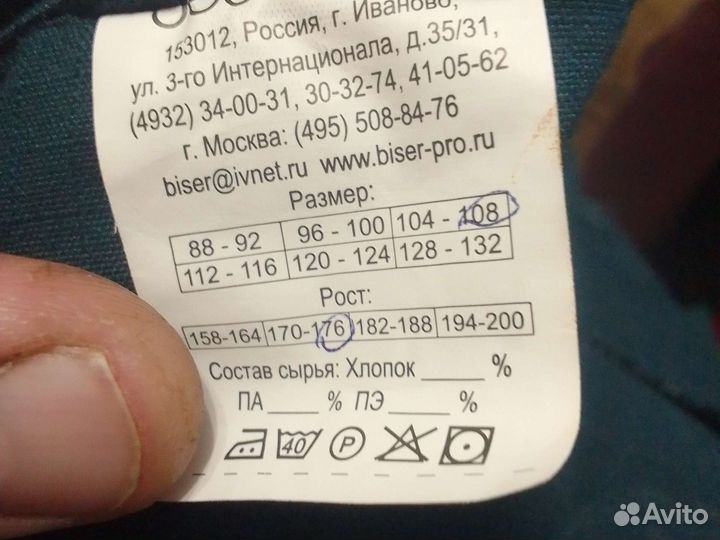 153012, Россия, г. Иваново,
ул. 3-го Интернационала, д.35/31,
(4932) 34-00-31, 30-32-74, 41-05-62
г. Москва: (495) 508-84-76
biser@ivnet.ru www.biser-pro.ru
Размер:
88 - 92 96 - 100 104 - 108
112 - 116 120 - 124 128 - 132
Рост:
158-164 170-176 182-188 194-200
Состав сырья: Хлопок _____ %
ПА ____ % ПЭ _____ %
40 P
Avito